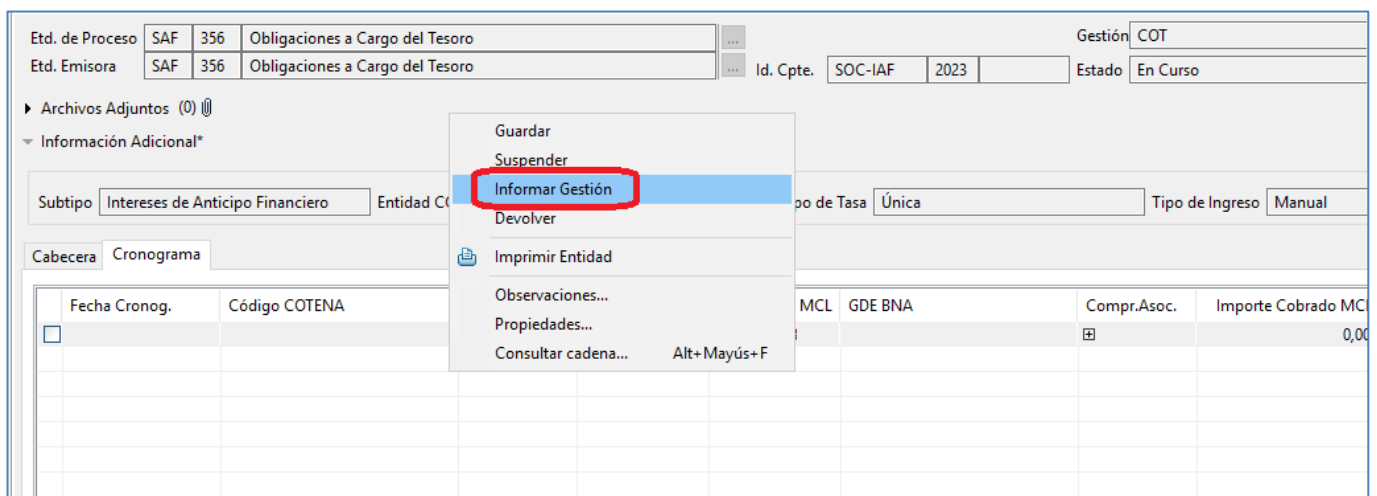 Etd. de Proceso SAF 356 Obligaciones a Cargo del Tesoro ... Gestión COT
Etd. Emisora SAF 356 Obligaciones a Cargo del Tesoro ... Id. Cpte. SOC-IAF 2023 Estado En Curso
Archivos Adjuntos (0)
Información Adicional*
Guardar
Suspender
Informar Gestión
Devolver
Imprimir Entidad
Observaciones...
Propiedades...
Consultar cadena... Alt+Mayús+F
Subtipo Intereses de Anticipo Financiero Entidad de Tasa Única Tipo de Ingreso Manual
Cabecera Cronograma
Fecha Cronog. Código COTENA MCL GDE BNA Compr.Asoc. Importe Cobrado
0,00